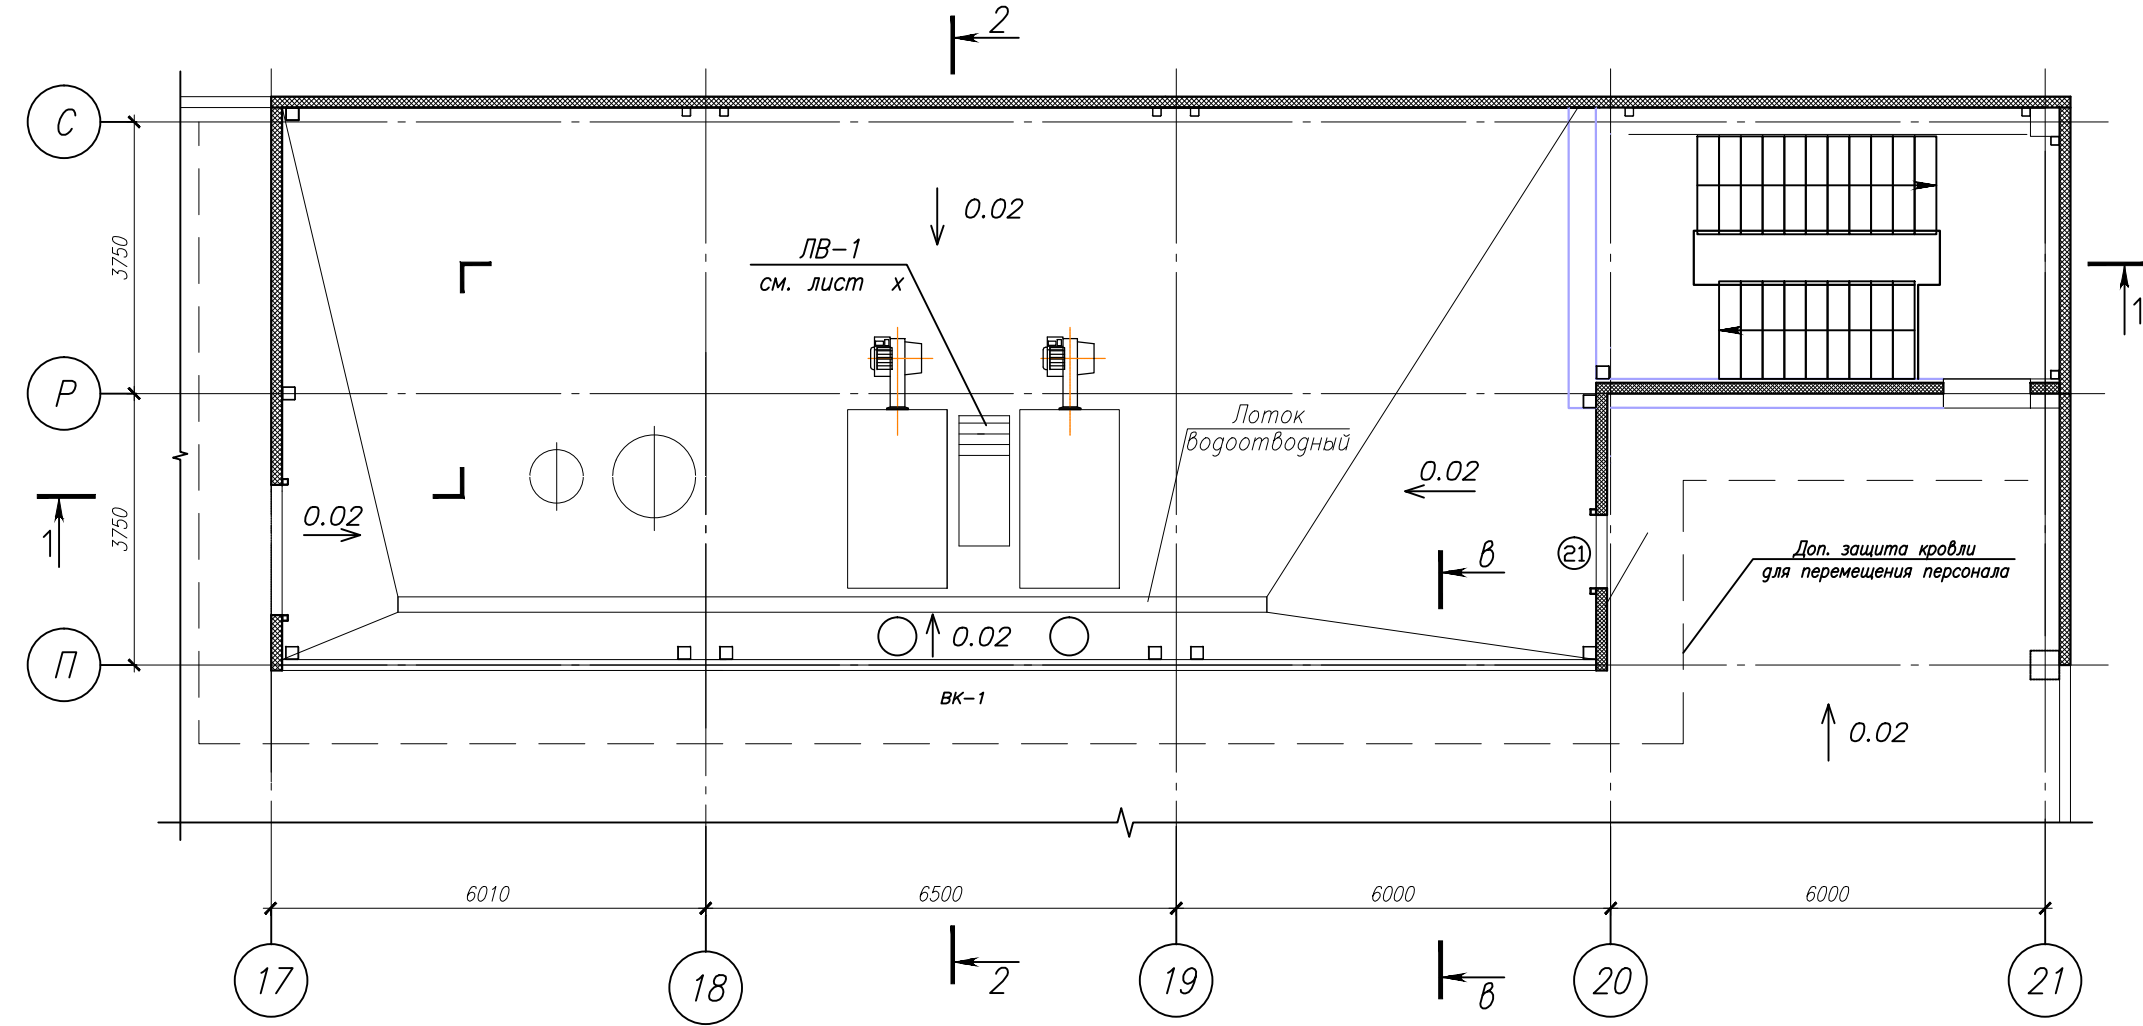 2
С
0.02
3750
ЛВ-1
см. лист х
1
Р
Лоток
водоотводный
0.02
0.02
3750
1
в
21
Доп. защита кровли
для перемещения персонала
0.02
П
ВК-1
0.02
6010
6500
6000
6000
17
18
2
19
в
20
21